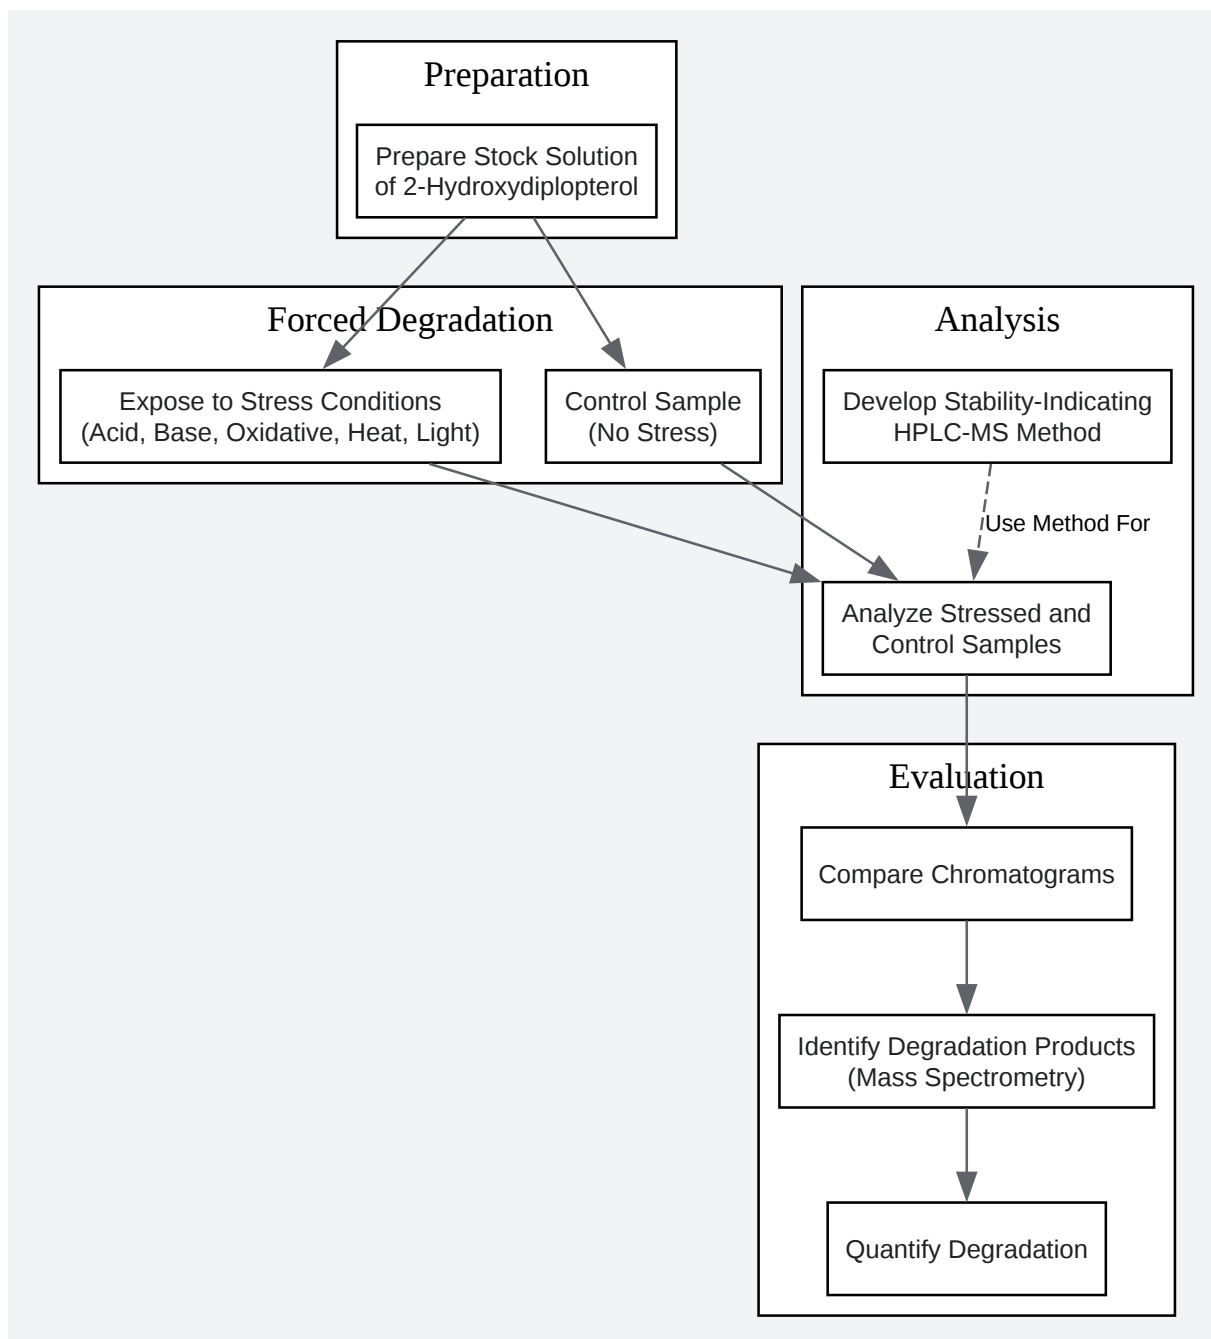 Preparation
Prepare Stock Solution
of 2-Hydroxydiplopterol
Forced Degradation
Expose to Stress Conditions
(Acid, Base, Oxidative, Heat, Light)
Control Sample
(No Stress)
Analysis
Develop Stability-Indicating
HPLC-MS Method
Use Method For
Analyze Stressed and
Control Samples
Evaluation
Compare Chromatograms
Identify Degradation Products
(Mass Spectrometry)
Quantify Degradation